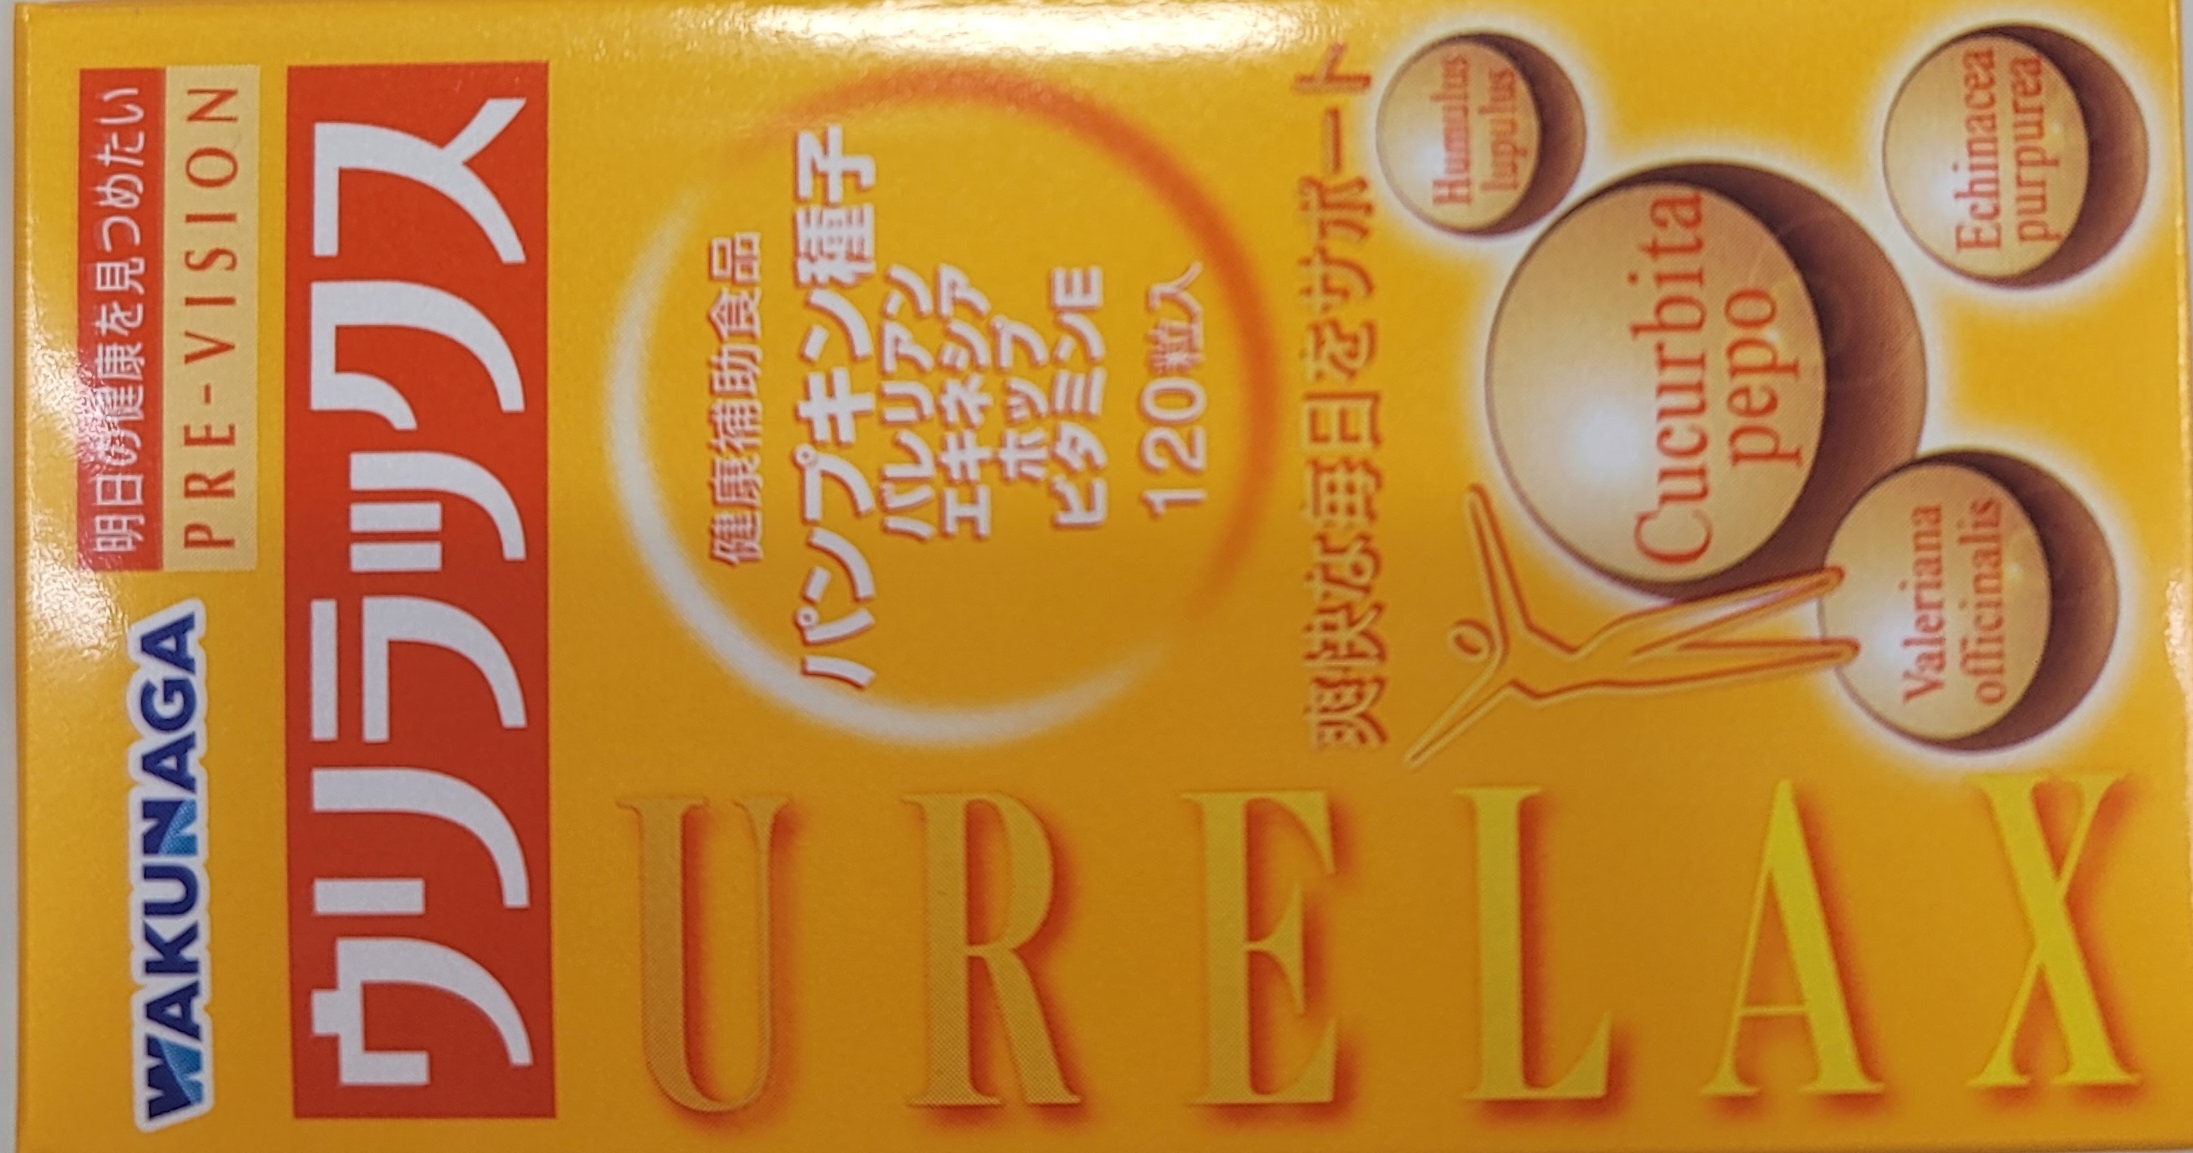 WAKUNAGA
明日の健康を見つめたい
PRE-VISION
ウリラックス
URELAX
健康補助食品
パンプキン種子
バレリアン
エキネシア
ホップ
ビタミンE
120粒入
爽快な毎日をサポート
Humulus
lupulus
Cucurbita
pepo
Echinacea
purpurea
Valeriana
officinalis